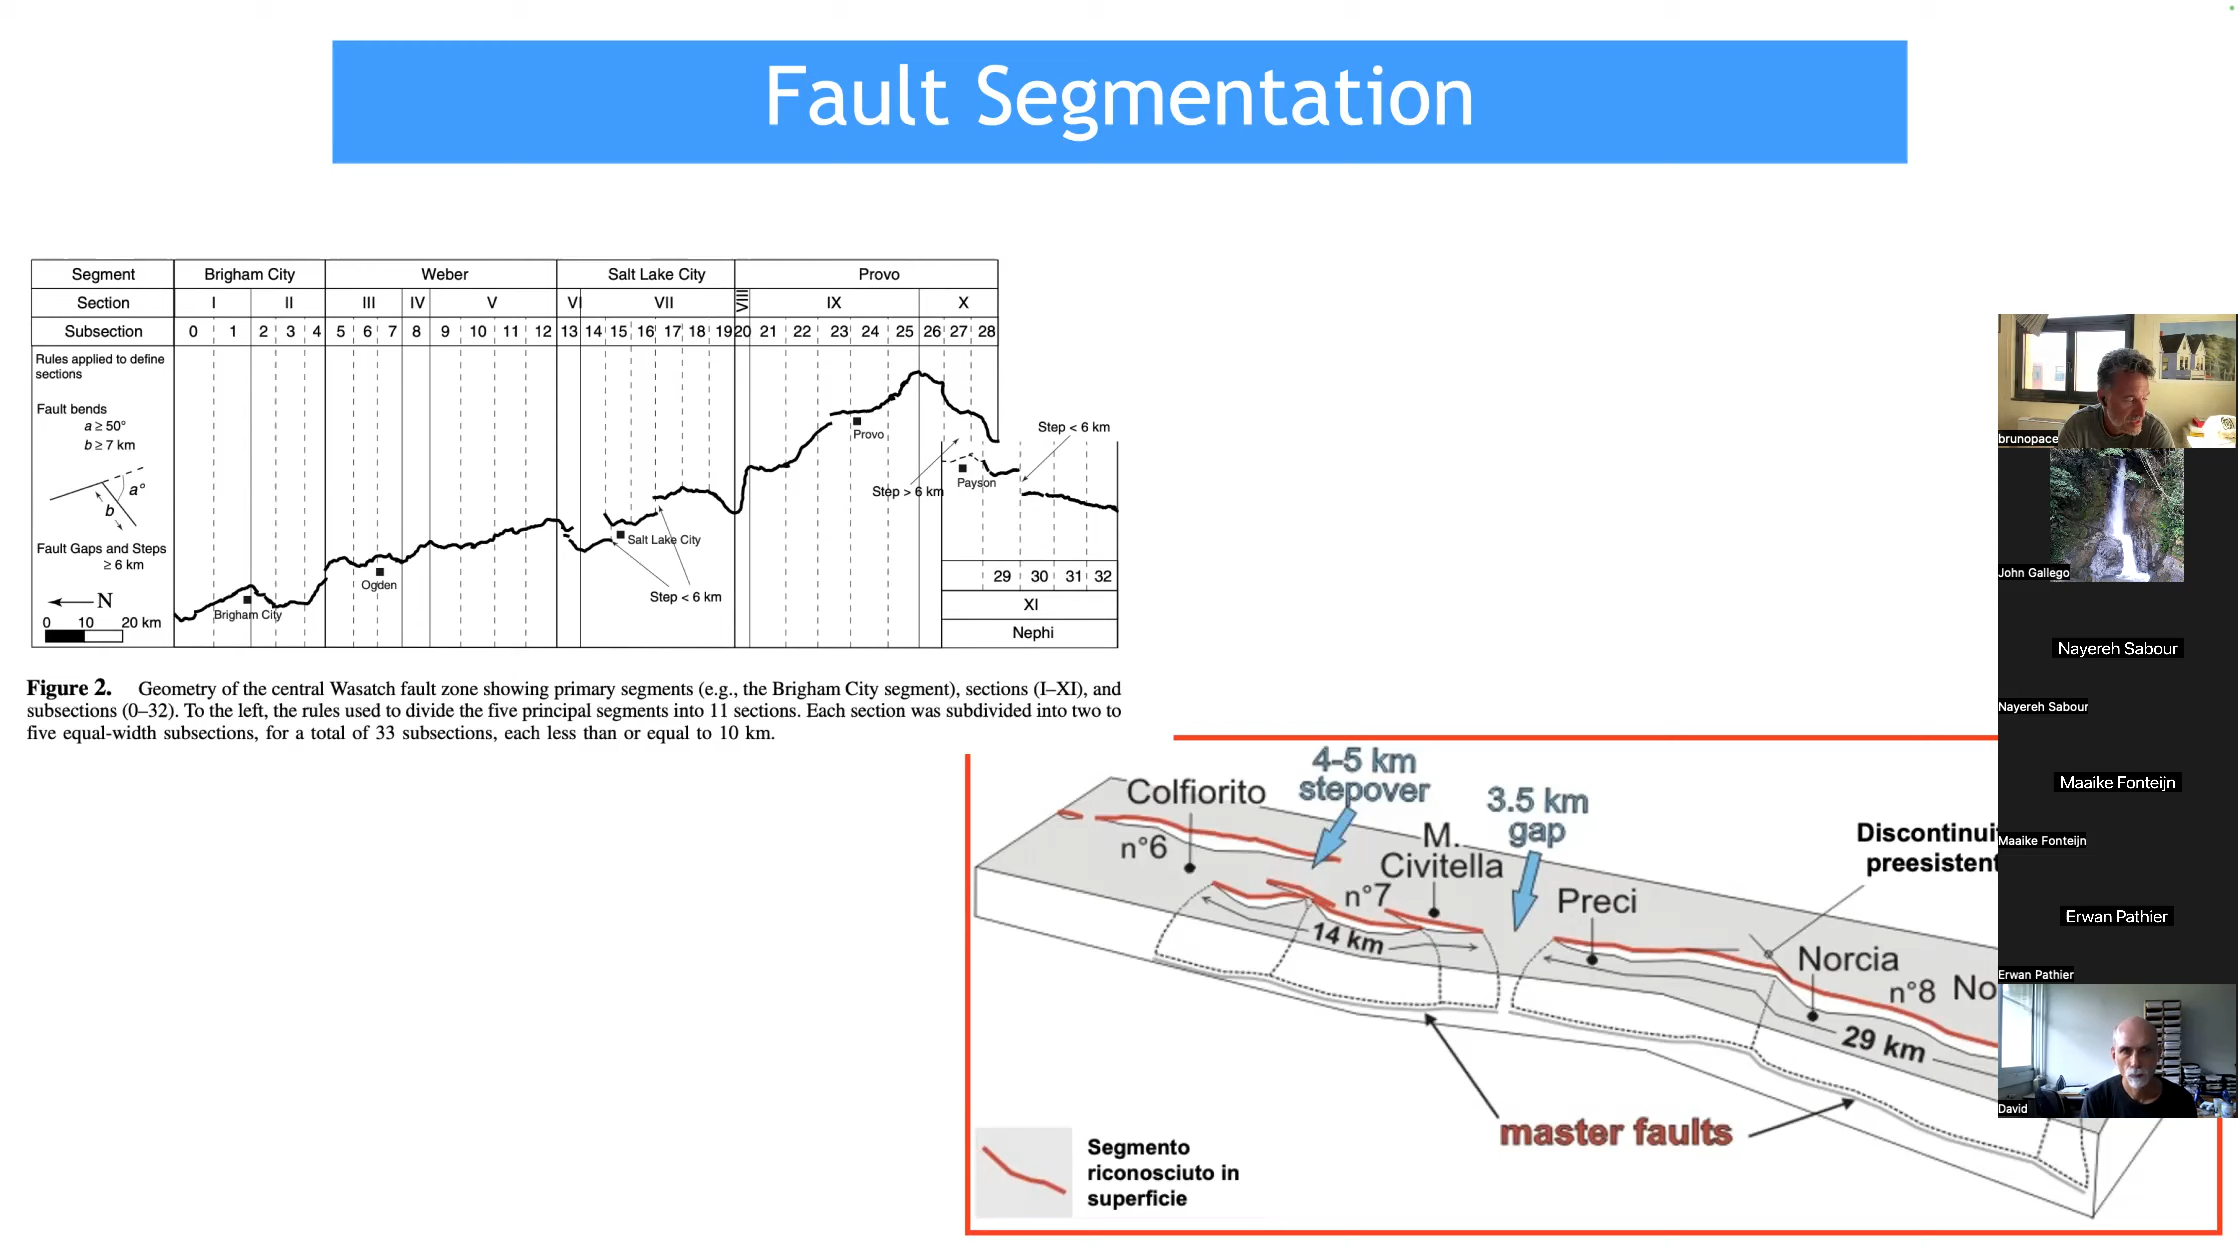 Fault Segmentation
Segment Brigham City Weber Salt Lake City Provo
Section I II III IV V VI VII VIII IX X
Subsection 0 1 2 3 4 5 6 7 8 9 10 11 12 13 14 15 16 17 18 19 20 21 22 23 24 25 26 27 28
Rules applied to define
sections
Fault bends
a ≥ 50°
b ≥ 7 km
a°
b
Fault Gaps and Steps
≥ 6 km
N
0 10 20 km
Brigham City
Ogden
Salt Lake City
Step < 6 km
Provo
Step > 6 km
Payson
Step < 6 km
29 30 31 32
XI
Nephi
Figure 2. Geometry of the central Wasatch fault zone showing primary segments (e.g., the Brigham City segment), sections (I–XI), and
subsections (0–32). To the left, the rules used to divide the five principal segments into 11 sections. Each section was subdivided into two to
five equal-width subsections, for a total of 33 subsections, each less than or equal to 10 km.
4-5 km
stepover
Colfiorito
3.5 km
gap
n°6
M.
Civitella
n°7
14 km
Preci
Discontinui
preesistent
Norcia
n°8 No
29 km
master faults
Segmento
riconosciuto in
superficie
brunopace
John Gallego
Nayereh Sabour
Nayereh Sabour
Maaike Fonteijn
Maaike Fonteijn
Erwan Pathier
Erwan Pathier
David